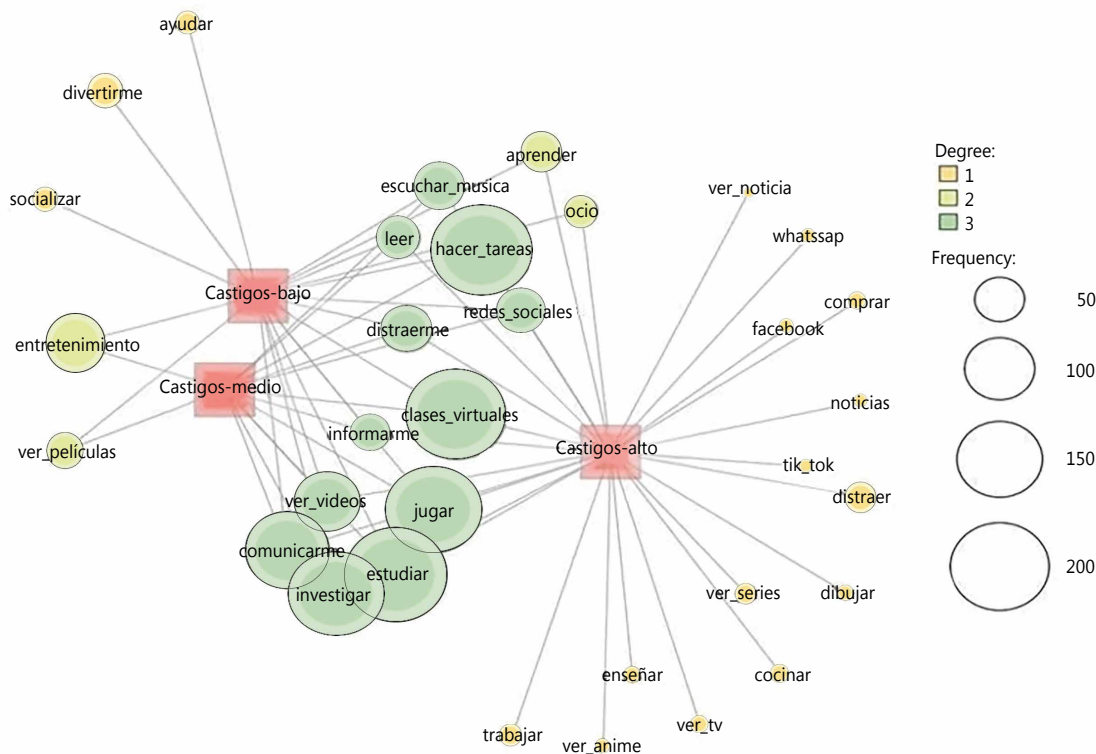 ayudar
divertirme
socializar
aprender
escuchar_musica
ver_noticia
ocio
leer
hacer_tareas
whatssap
Castigos-bajo
redes_sociales
comprar
distraerme
facebook
entretenimiento
Castigos-medio
clases_virtuales
noticias
informarme
Castigos-alto
ver_películas
tik_tok
ver_videos
jugar
distraer
comunicarme
estudiar
investigar
ver_series
dibujar
enseñar
cocinar
trabajar
ver_anime
ver_tv
Degree:
1
2
3
Frequency:
50
100
150
200